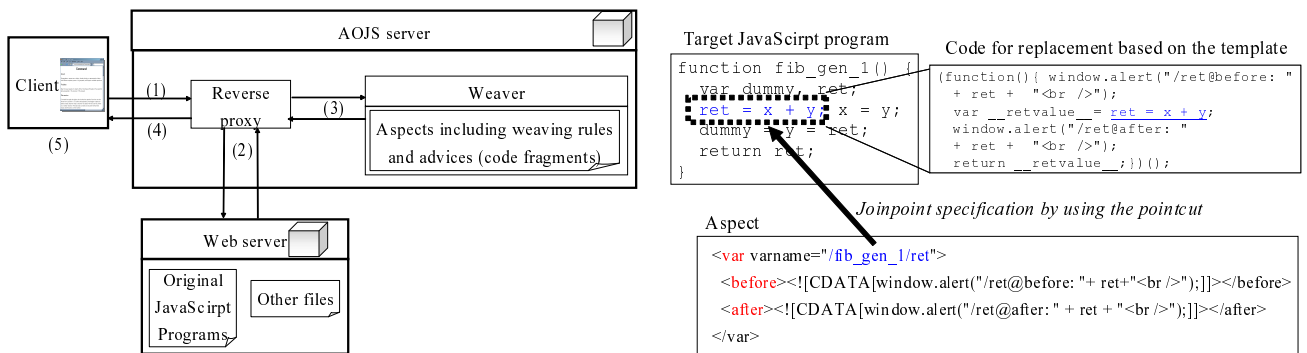 AOJS server
Client
(1)
(4)
(5)
Reverse
proxy
(3)
(2)
Weaver
Aspects including weaving rules
and advices (code fragments)
Web server
Original
JavaScirpt
Programs
Other files
Target JavaScirpt program
function fib_gen_1() {
var dummy, ret;
ret = x + y; x = y;
dummy = y = ret;
return ret;
}
Code for replacement based on the template
(function(){ window.alert("/ret@before: "
+ ret + "<br />");
var __retvalue__= ret = x + y;
window.alert("/ret@after: "
+ ret + "<br />");
return __retvalue__;})();
Joinpoint specification by using the pointcut
Aspect
<var varname="/fib_gen_1/ret">
<before><![CDATA[window.alert("/ret@before: "+ ret+"<br />");]]></before>
<after><![CDATA[window.alert("/ret@after: " + ret + "<br />");]]></after>
</var>